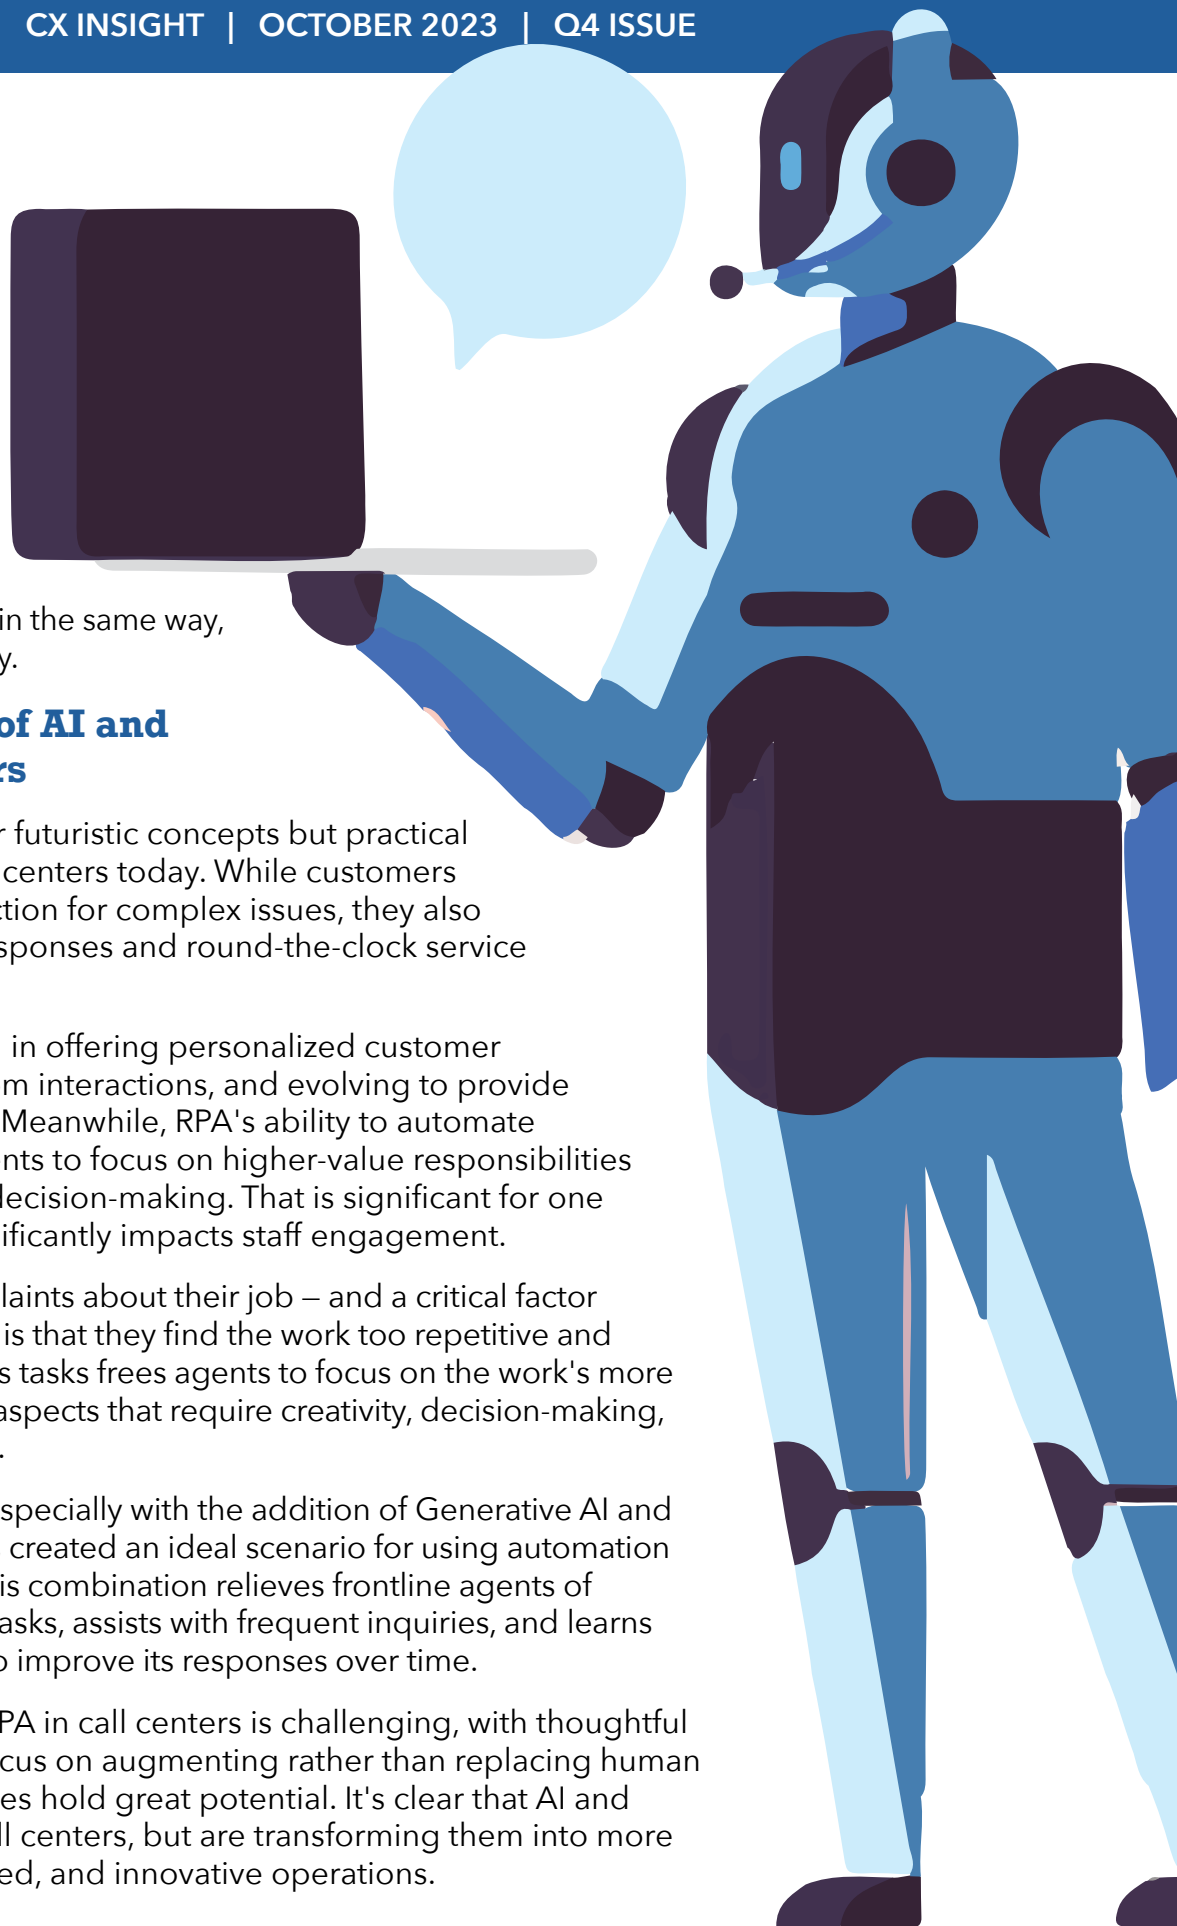 CX INSIGHT | OCTOBER 2023 | Q4 ISSUE
in the same way,
y.
of AI and
rs
r futuristic concepts but practical
centers today. While customers
ction for complex issues, they also
sponses and round-the-clock service
in offering personalized customer
om interactions, and evolving to provide
Meanwhile, RPA's ability to automate
nts to focus on higher-value responsibilities
decision-making. That is significant for one
ificantly impacts staff engagement.
laints about their job — and a critical factor
is that they find the work too repetitive and
s tasks frees agents to focus on the work's more
aspects that require creativity, decision-making,
.
specially with the addition of Generative AI and
s created an ideal scenario for using automation
is combination relieves frontline agents of
tasks, assists with frequent inquiries, and learns
o improve its responses over time.
PA in call centers is challenging, with thoughtful
cus on augmenting rather than replacing human
es hold great potential. It's clear that AI and
ll centers, but are transforming them into more
ed, and innovative operations.